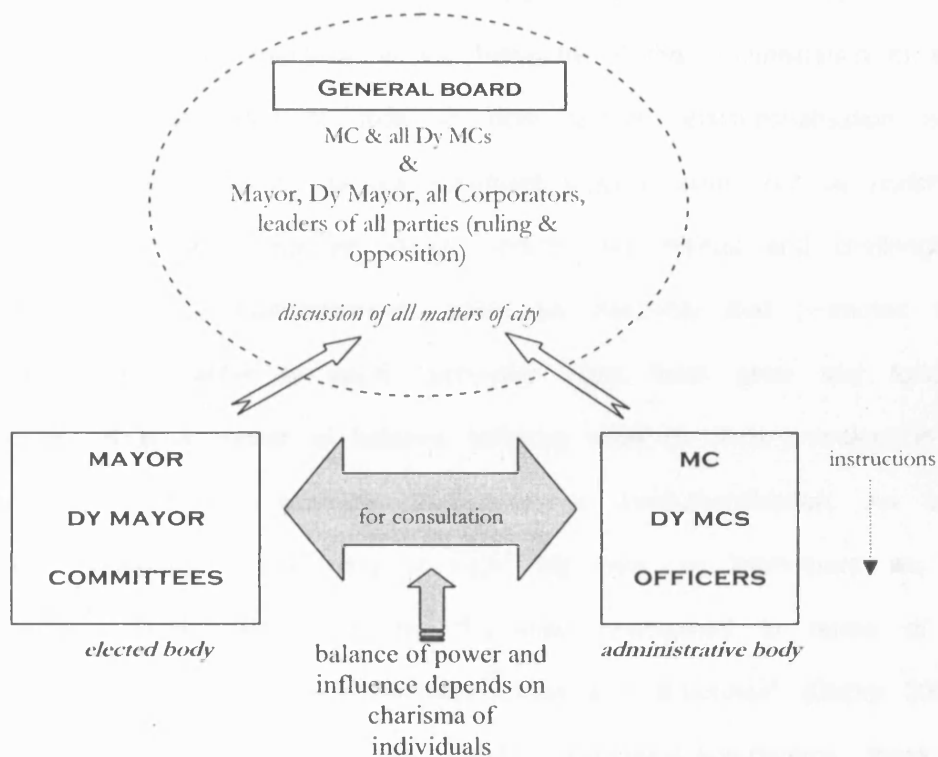 GENERAL BOARD
MC & all Dy MCs
&
Mayor, Dy Mayor, all Corporators,
leaders of all parties (ruling &
opposition)
discussion of all matters of city
MAYOR
DY MAYOR
COMMITTEES
elected body
for consultation
MC
DY MCS
OFFICERS
administrative body
instructions
balance of power and
influence depends on
charisma of
individuals